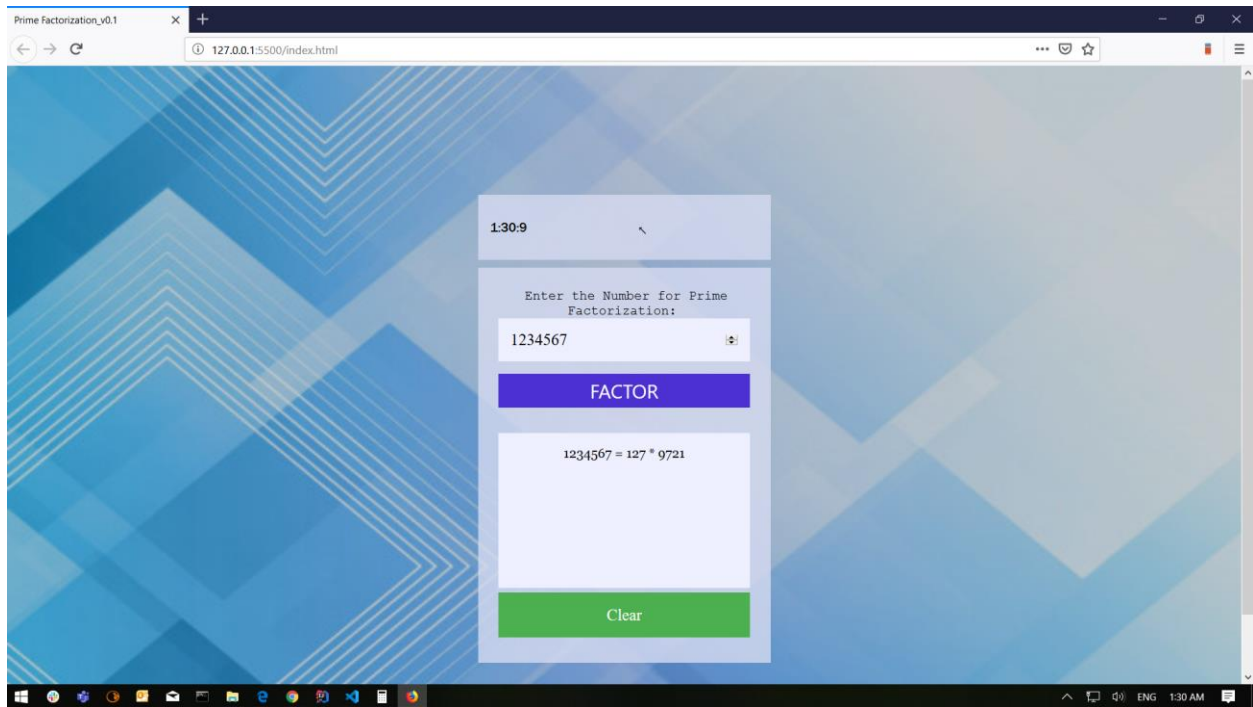 Prime Factorization_v0.1
127.0.0.1:5500/index.html
1:30:9
Enter the Number for Prime
Factorization:
1234567
FACTOR
1234567 = 127 * 9721
Clear
ENG 1:30 AM